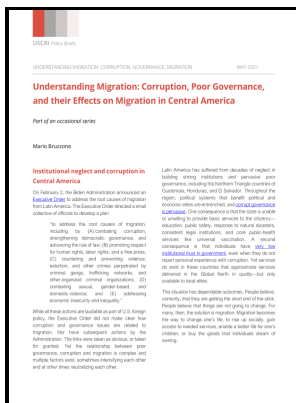 USCRI Policy Briefs
UNDERSTANDING MIGRATION: CORRUPTION, GOVERNANCE, MIGRATION
MAY 2021
Understanding Migration: Corruption, Poor Governance,
and their Effects on Migration in Central America
Part of an occasional series
Mario Bruzzone
Institutional neglect and corruption in
Central America
On February 2, the Biden Administration announced an
Executive Order to address the root causes of migration
from Latin America. The Executive Order directed a small
collective of officials to develop a plan:
"to address the root causes of migration,
including by (A) combating corruption,
strengthening democratic governance, and
advancing the rule of law; (B) promoting respect
for human rights, labor rights, and a free press;
(C) countering and preventing violence,
extortion, and other crimes perpetrated by
criminal gangs, trafficking networks, and
other organized criminal organizations; (D)
combating sexual, gender-based, and
domestic violence; and (E) addressing
economic insecurity and inequality."
While all these actions are laudable as part of U.S. foreign
policy, the Executive Order did not make clear how
corruption and governance issues are related to
migration. Nor have subsequent actions by the
Administration. The links were taken as obvious, or taken
for granted. Yet the relationship between poor
governance, corruption and migration is complex and
multiple factors exist, sometimes intensifying each other
and at other times neutralizing each other.
Latin America has suffered from decades of neglect in
building strong institutions and pervasive poor
governance, including the Northern Triangle countries of
Guatemala, Honduras, and El Salvador. Throughout the
region, political systems that benefit political and
economic elites are entrenched, and corrupt governance
is pervasive. One consequence is that the state is unable
or unwilling to provide basic services to the citizenry—
education, public safety, response to natural disasters,
consistent legal institutions, and core public-health
services like universal vaccination. A second
consequence is that individuals have very low
institutional trust in government, even when they do not
report personal experience with corruption. Yet services
do exist in these countries that approximate services
delivered in the Global North in quality—but only
available to local elites.
This situation has dependable outcomes. People believe,
correctly, that they are getting the short end of the stick.
People believe that things are not going to change. For
many, then, the solution is migration. Migration becomes
the way to change one's life, to rise up socially, gain
access to needed services, enable a better life for one's
children, or buy the goods that individuals dream of
owning.